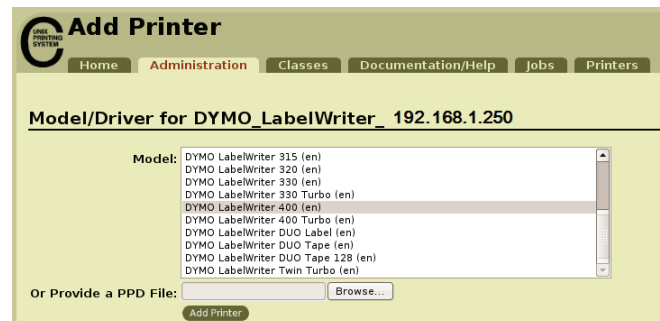 UNIX
PRINTING
SYSTEM
Add Printer
Home Administration Classes Documentation/Help Jobs Printers
Model/Driver for DYMO_LabelWriter_ 192.168.1.250
Model:
DYMO LabelWriter 315 (en)
DYMO LabelWriter 320 (en)
DYMO LabelWriter 330 (en)
DYMO LabelWriter 330 Turbo (en)
DYMO LabelWriter 400 (en)
DYMO LabelWriter 400 Turbo (en)
DYMO LabelWriter DUO Label (en)
DYMO LabelWriter DUO Tape (en)
DYMO LabelWriter DUO Tape 128 (en)
DYMO LabelWriter Twin Turbo (en)
Or Provide a PPD File: Browse...
Add Printer